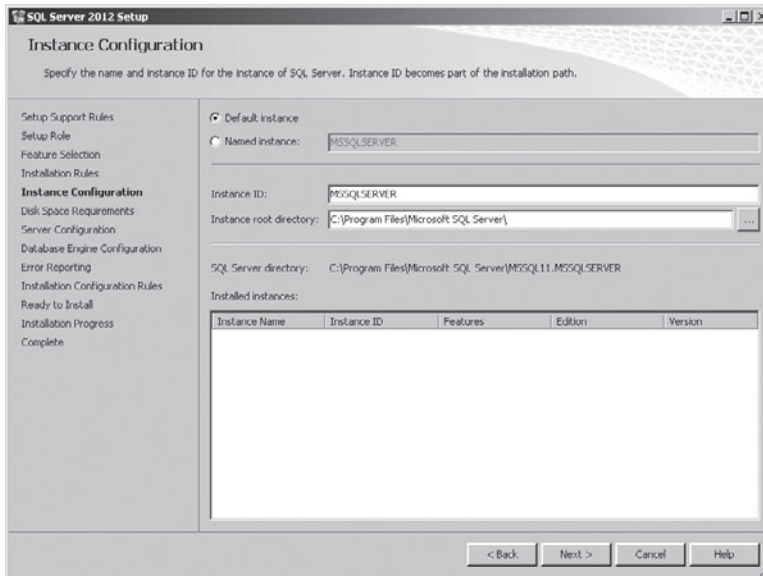 SQL Server 2012 Setup
Instance Configuration
Specify the name and instance ID for the instance of SQL Server. Instance ID becomes part of the installation path.
Setup Support Rules
Setup Role
Feature Selection
Installation Rules
Instance Configuration
Disk Space Requirements
Server Configuration
Database Engine Configuration
Error Reporting
Installation Configuration Rules
Ready to Install
Installation Progress
Complete
Default instance
Named instance: MSSQLSERVER
Instance ID: MSSQLSERVER
Instance root directory: C:\Program Files\Microsoft SQL Server\ ...
SQL Server directory: C:\Program Files\Microsoft SQL Server\MSSQL11.MSSQLSERVER
Installed instances:
Instance Name Instance ID Features Edition Version
< Back Next > Cancel Help